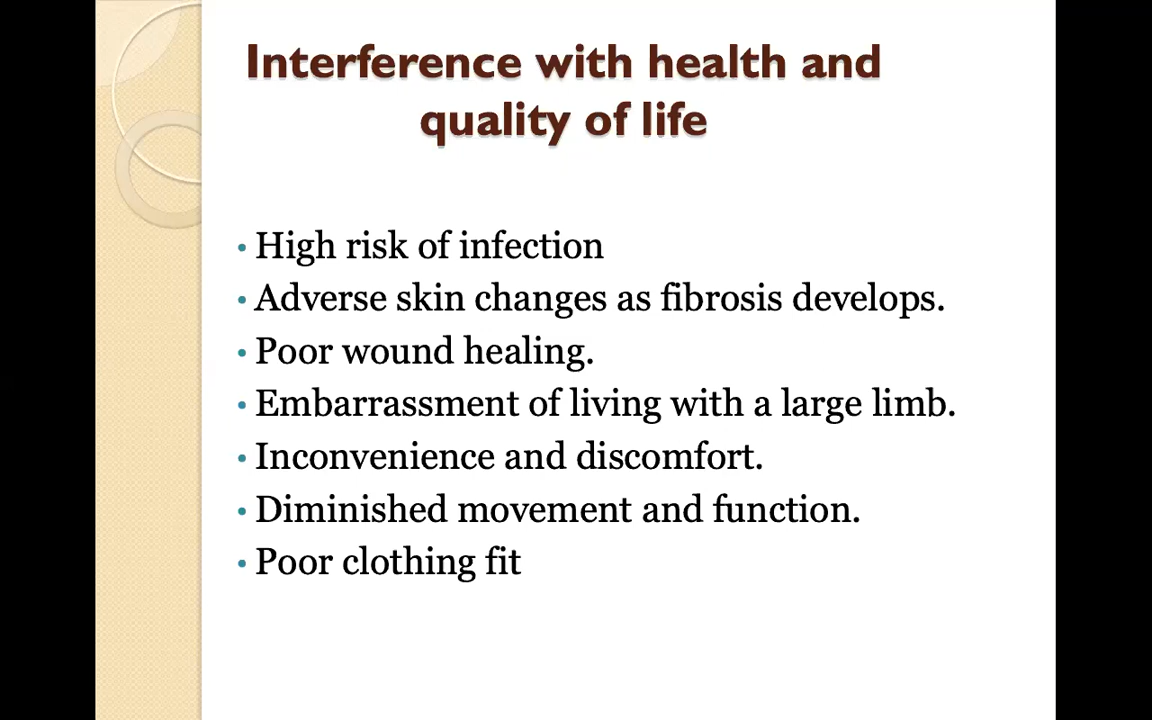 Interference with health and
quality of life
• High risk of infection
• Adverse skin changes as fibrosis develops.
• Poor wound healing.
• Embarrassment of living with a large limb.
• Inconvenience and discomfort.
• Diminished movement and function.
• Poor clothing fit